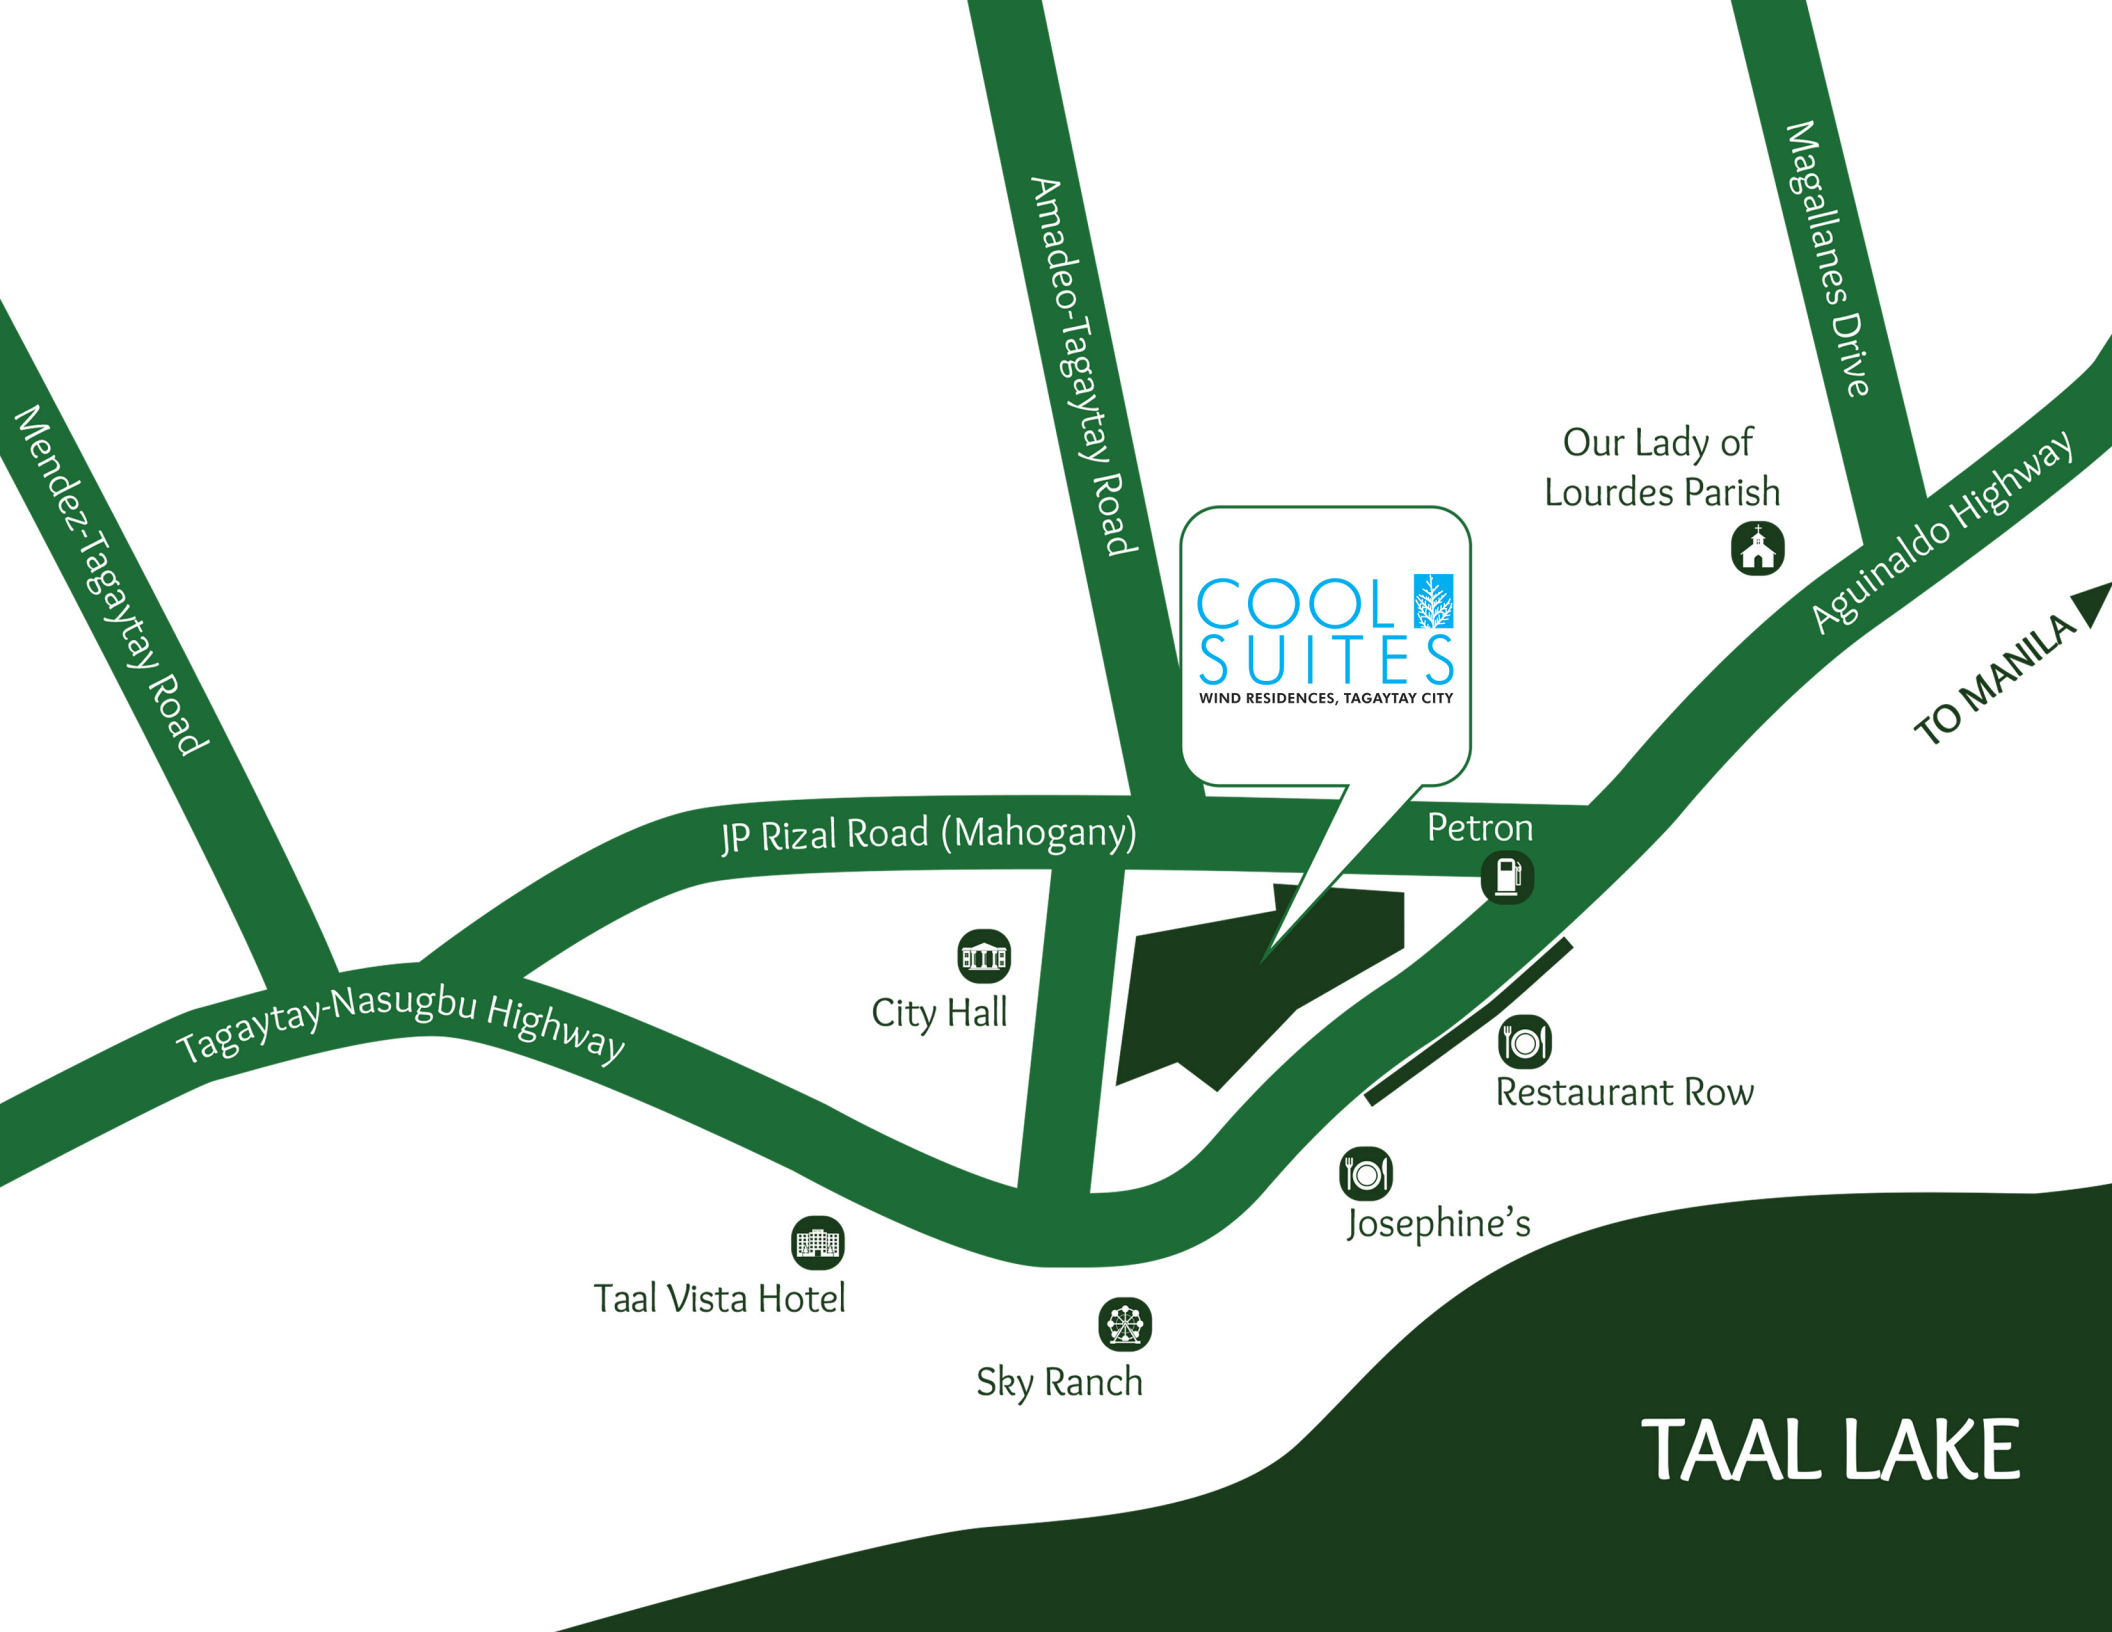 Magallanes Drive
Amadeo-Tagaytay Road
Mendez-Tagaytay Road
Our Lady of
Lourdes Parish
Aguinaldo Highway
TO MANILA
COOL
SUITES
WIND RESIDENCES, TAGAYTAY CITY
JP Rizal Road (Mahogany)
Petron
City Hall
Tagaytay-Nasugbu Highway
Restaurant Row
Josephine’s
Taal Vista Hotel
Sky Ranch
TAAL LAKE